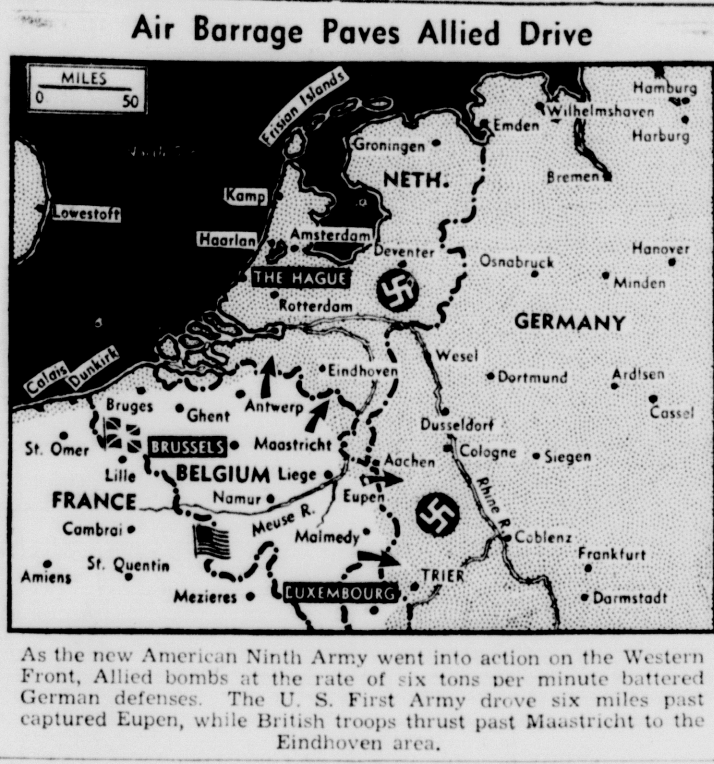 Air Barrage Paves Allied Drive
MILES
0 50
Hamburg
Frisian Islands
Wilhelmshaven
Emden
Harburg
Groningen
NETH.
Bremen
Kamp
Lowestoft
Haarlan
Amsterdam
Deventer
Osnabruck
Hanover
THE HAGUE
Minden
Rotterdam
GERMANY
Wesel
Calais
Dunkirk
Eindhoven
Dortmund
Ardlsen
Bruges
Ghent
Antwerp
Cassel
Dusseldorf
St. Omer
BRUSSELS
Maastricht
Cologne
Siegen
Aachen
Lille
BELGIUM
Liege
FRANCE
Namur
Eupen
Rhine R.
Meuse R.
Cambrai
Malmedy
Coblenz
Frankfurt
Amiens
St. Quentin
TRIER
Mezieres
LUXEMBOURG
Darmstadt
As the new American Ninth Army went into action on the Western
Front, Allied bombs at the rate of six tons per minute battered
German defenses. The U. S. First Army drove six miles past
captured Eupen, while British troops thrust past Maastricht to the
Eindhoven area.